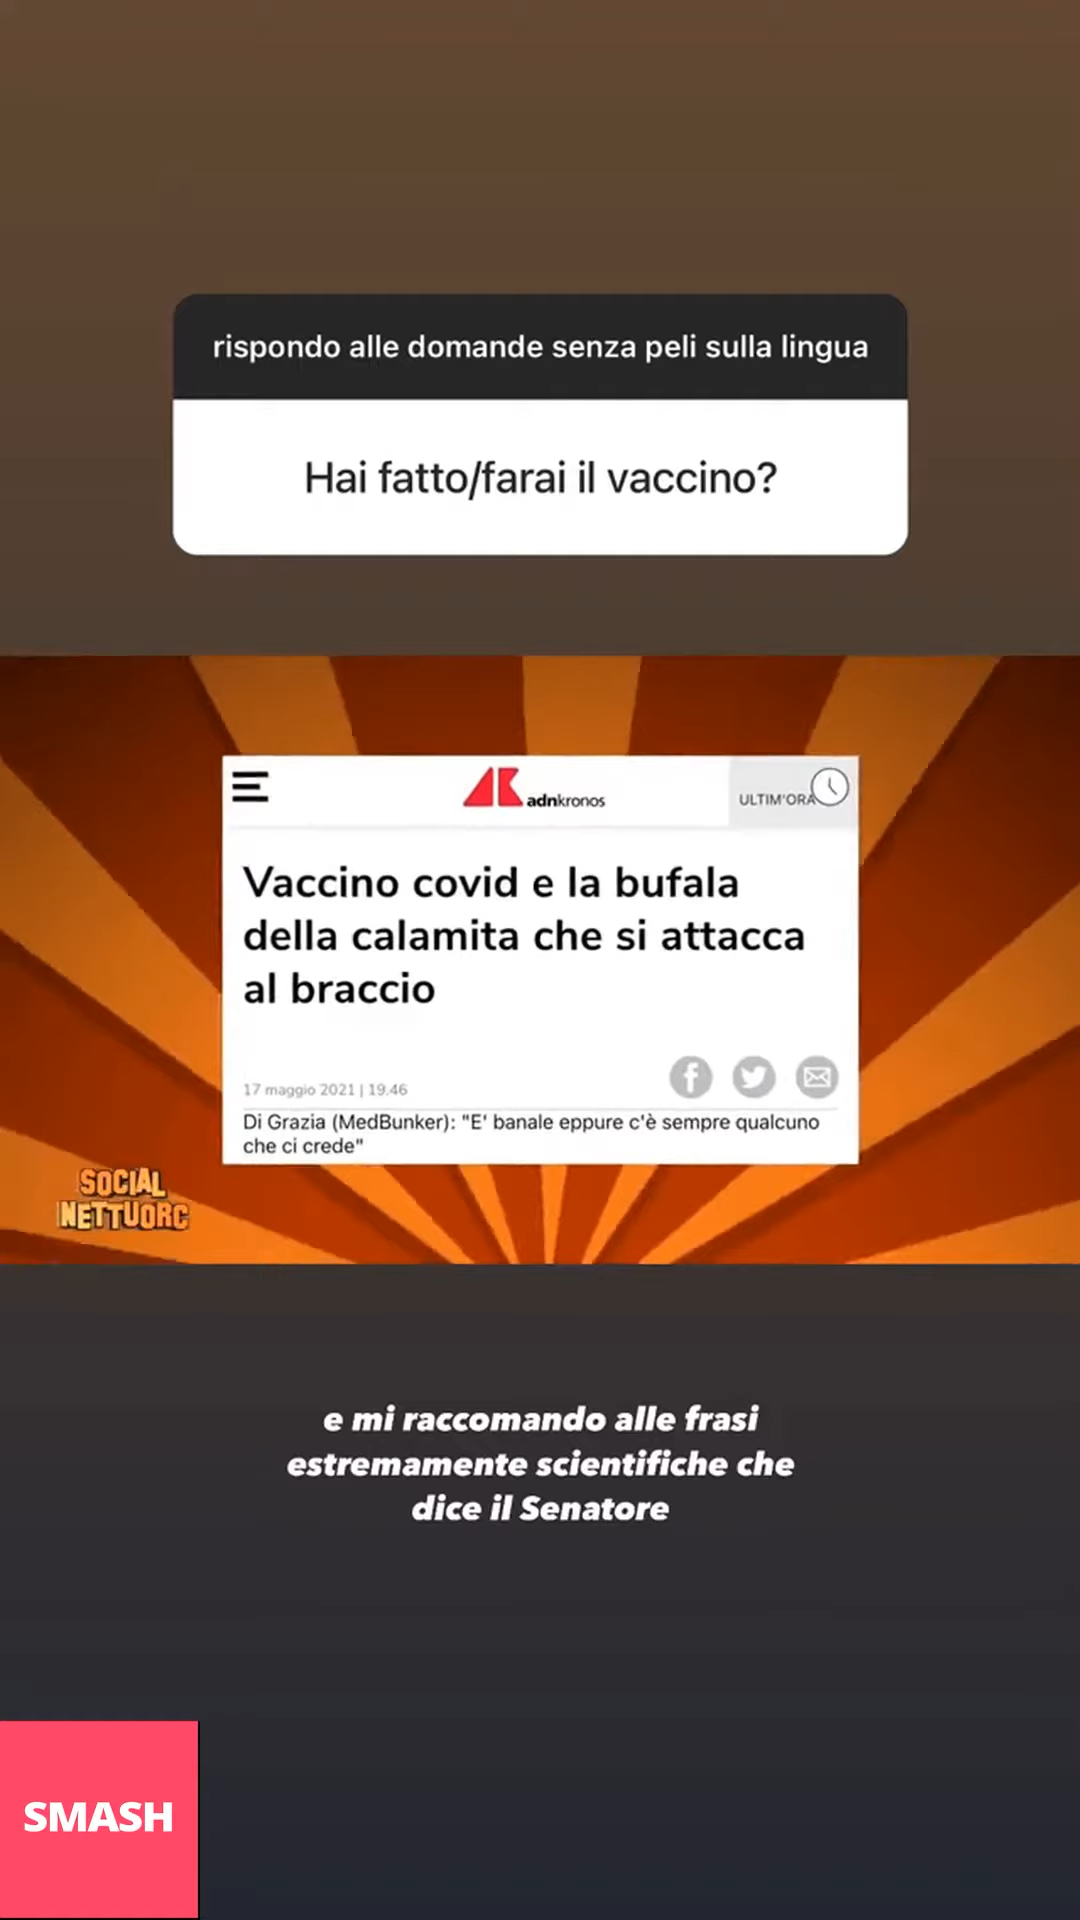 rispondo alle domande senza peli sulla lingua
Hai fatto/farai il vaccino?
adnkronos
ULTIM'ORA
Vaccino covid e la bufala
della calamita che si attacca
al braccio
17 maggio 2021 | 19.46
Di Grazia (MedBunker): "E' banale eppure c'è sempre qualcuno
che ci crede"
SOCIAL
NETTUORC
e mi raccomando alle frasi
estremamente scientifiche che
dice il Senatore
SMASH